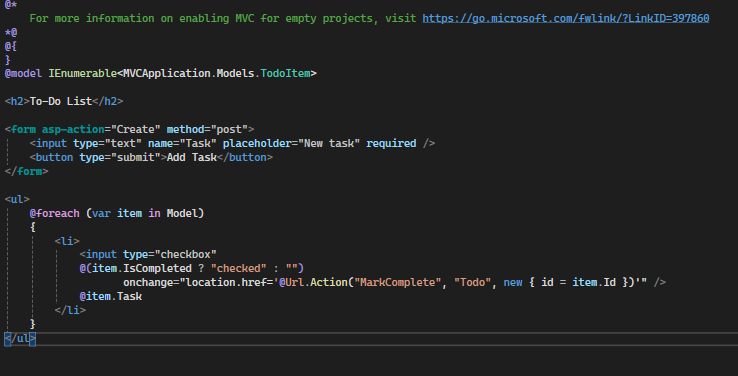 @*
    For more information on enabling MVC for empty projects, visit https://go.microsoft.com/fwlink/?LinkID=397860
*@
@{
}
@model IEnumerable<MVCApplication.Models.TodoItem>

<h2>To-Do List</h2>

<form asp-action="Create" method="post">
    <input type="text" name="Task" placeholder="New task" required />
    <button type="submit">Add Task</button>
</form>

<ul>
    @foreach (var item in Model)
    {
        <li>
            <input type="checkbox"
            @(item.IsCompleted ? "checked" : "")
                   onchange="location.href='@Url.Action("MarkComplete", "Todo", new { id = item.Id })'" />
            @item.Task
        </li>
    }
</ul>